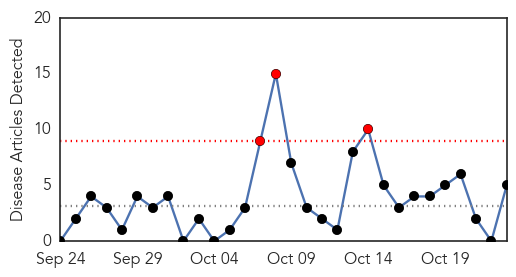 Disease Articles Detected
20
15
10
5
0
Sep 24
Sep 29
Oct 04
Oct 09
Oct 14
Oct 19